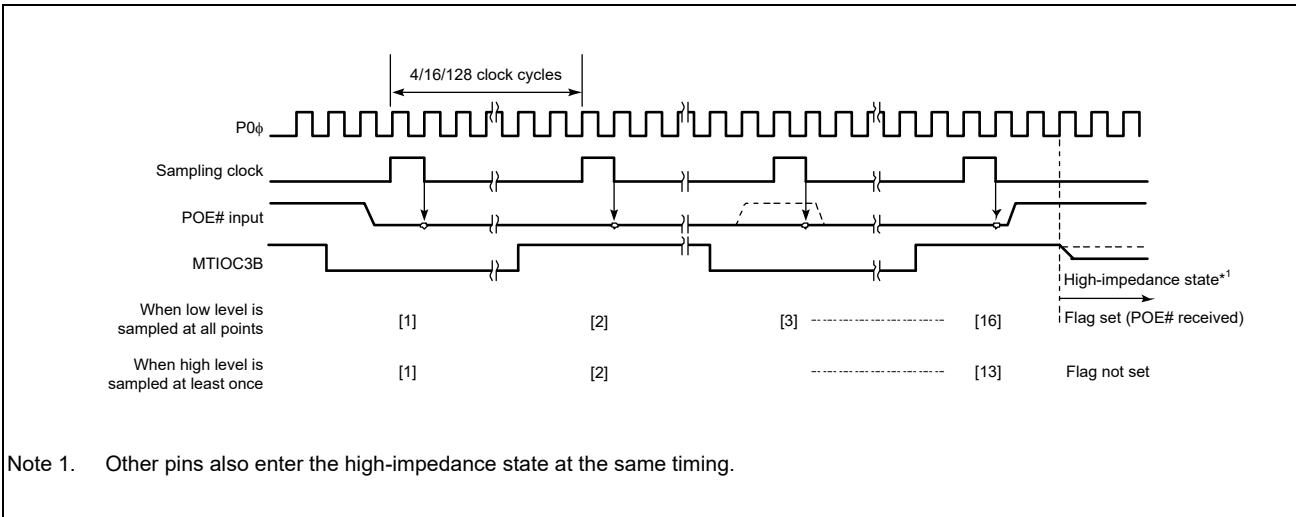 4/16/128 clock cycles
P0ϕ
Sampling clock
POE# input
MTIOC3B
High-impedance state*1
When low level is
sampled at all points
[1] [2] [3] [16] Flag set (POE# received)
When high level is
sampled at least once
[1] [2] [13] Flag not set
Note 1. Other pins also enter the high-impedance state at the same timing.